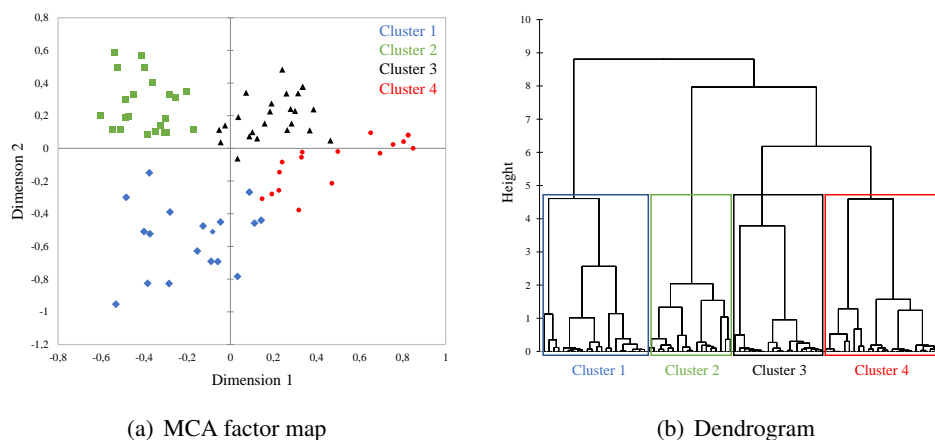 0,8
0,6
0,4
0,2
0
-0,2
-0,4
-0,6
-0,8
-1
-1,2
-0,8
-0,6
-0,4
-0,2
0
0,2
0,4
0,6
0,8
1
Dimenson 2
Dimension 1
Cluster 1
Cluster 2
Cluster 3
Cluster 4
(a) MCA factor map
10
9
8
7
6
5
4
3
2
1
0
Height
Cluster 1
Cluster 2
Cluster 3
Cluster 4
(b) Dendrogram